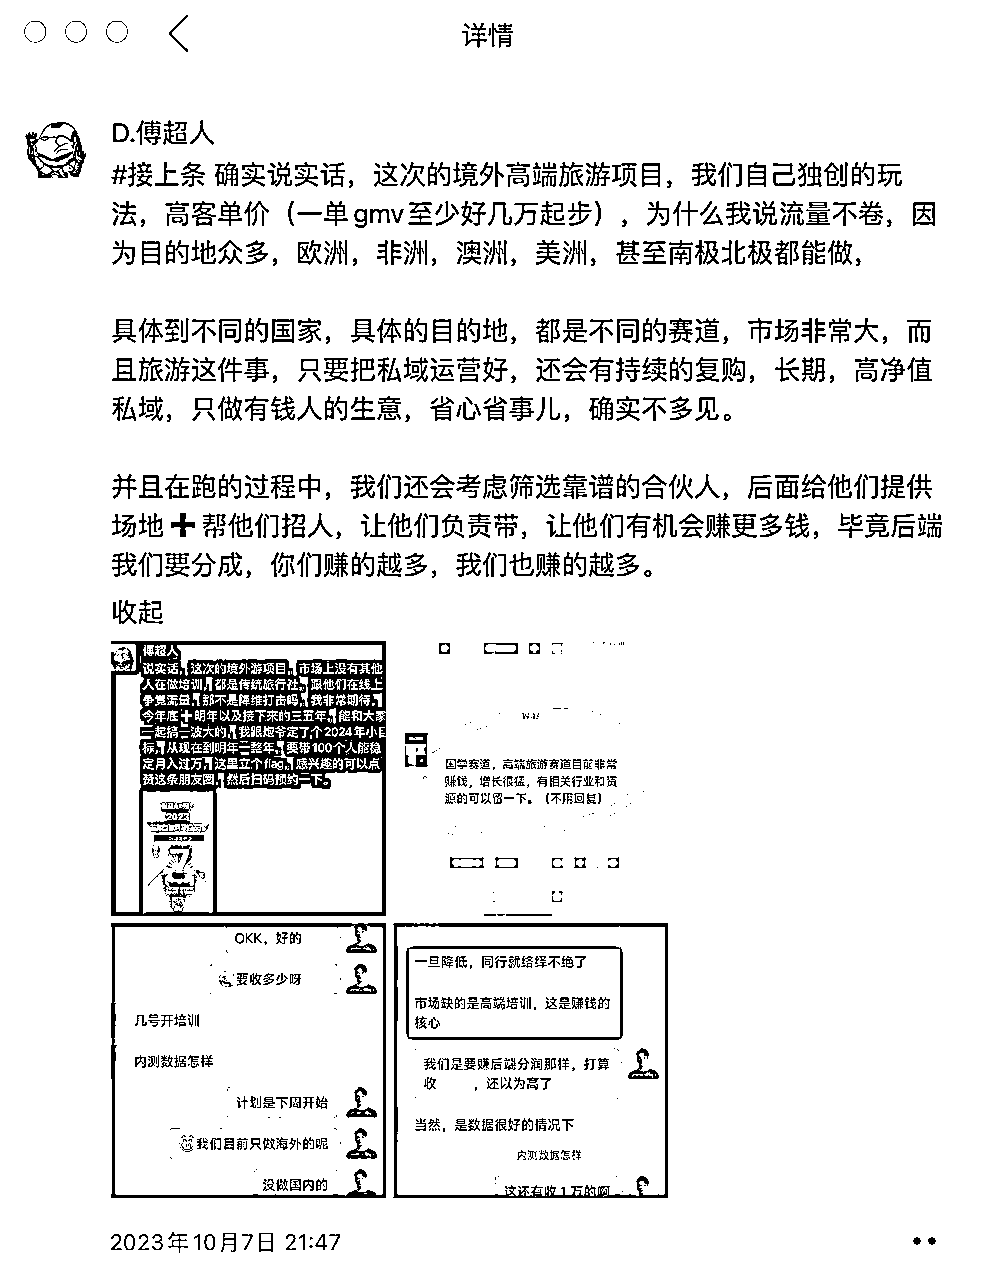 详情
D.傅超人
#接上条 确实说实话，这次的境外高端旅游项目，我们自己独创的玩
法，高客单价（一单gmv至少好几万起步），为什么我说流量不卷，因
为目的地众多，欧洲，非洲，澳洲，美洲，甚至南极北极都能做，
具体到不同的国家，具体的目的地，都是不同的赛道，市场非常大，而
且旅游这件事，只要把私域运营好，还会有持续的复购，长期，高净值
私域，只做有钱人的生意，省心省事儿，确实不多见。
并且在跑的过程中，我们还会考虑筛选靠谱的合伙人，后面给他们提供
场地➕帮他们招人，让他们负责带，让他们有机会赚更多钱，毕竟后端
我们要分成，你们赚的越多，我们也赚的越多。
收起
傅超人
说实话，这次的境外游项目，市场上没有其他
人在做培训，都是传统旅行社，跟他们在线上
争竞流量，那不是降维打击吗，我非常期待，
今年底➕明年以及接下来的三五年，能和大家
一起搞一波大的，我跟炮爷定了个2024年小目
标，从现在到明年一整年，要带100个人能稳
定月入过万，这里立个flag，感兴趣的可以点
赞这条朋友圈，然后扫码预约一下。
2023
7
国学赛道，高端旅游赛道目前非常
赚钱，增长很猛，有相关行业和资
源的可以留一下。（不用回复）
OKK，好的
要收多少呀
几号开培训
内测数据怎样
计划是下周开始
我们目前只做海外的呢
没做国内的
一旦降低，同行就络绎不绝了
市场缺的是高端培训，这是赚钱的
核心
我们是要赚后端分润那样，打算
收 ，还以为高了
当然，是数据很好的情况下
内测数据怎样
这还有收1万的啊
2023年10月7日 21:47